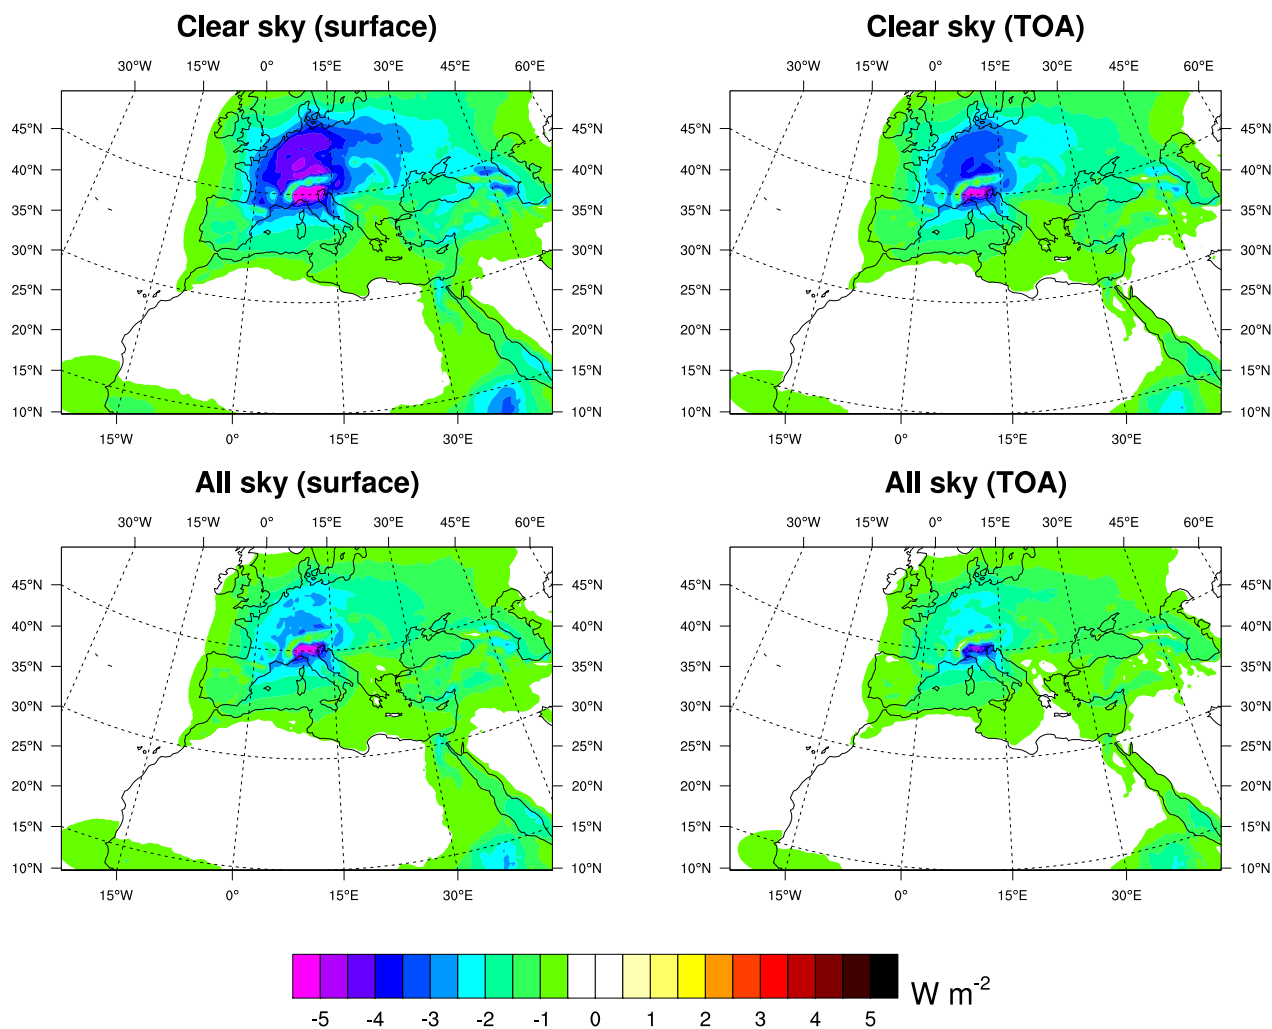 Clear sky (surface)
Clear sky (TOA)
30°W 15°W 0° 15°E 30°E 45°E 60°E
30°W 15°W 0° 15°E 30°E 45°E 60°E
45°N 45°N 45°N 45°N
40°N 40°N 40°N 40°N
35°N 35°N 35°N 35°N
30°N 30°N 30°N 30°N
25°N 25°N 25°N 25°N
20°N 20°N 20°N 20°N
15°N 15°N 15°N 15°N
10°N 10°N 10°N 10°N
15°W 0° 15°E 30°E
15°W 0° 15°E 30°E
All sky (surface)
All sky (TOA)
30°W 15°W 0° 15°E 30°E 45°E 60°E
30°W 15°W 0° 15°E 30°E 45°E 60°E
45°N 45°N 45°N 45°N
40°N 40°N 40°N 40°N
35°N 35°N 35°N 35°N
30°N 30°N 30°N 30°N
25°N 25°N 25°N 25°N
20°N 20°N 20°N 20°N
15°N 15°N 15°N 15°N
10°N 10°N 10°N 10°N
15°W 0° 15°E 30°E
15°W 0° 15°E 30°E
W m-2
-5 -4 -3 -2 -1 0 1 2 3 4 5